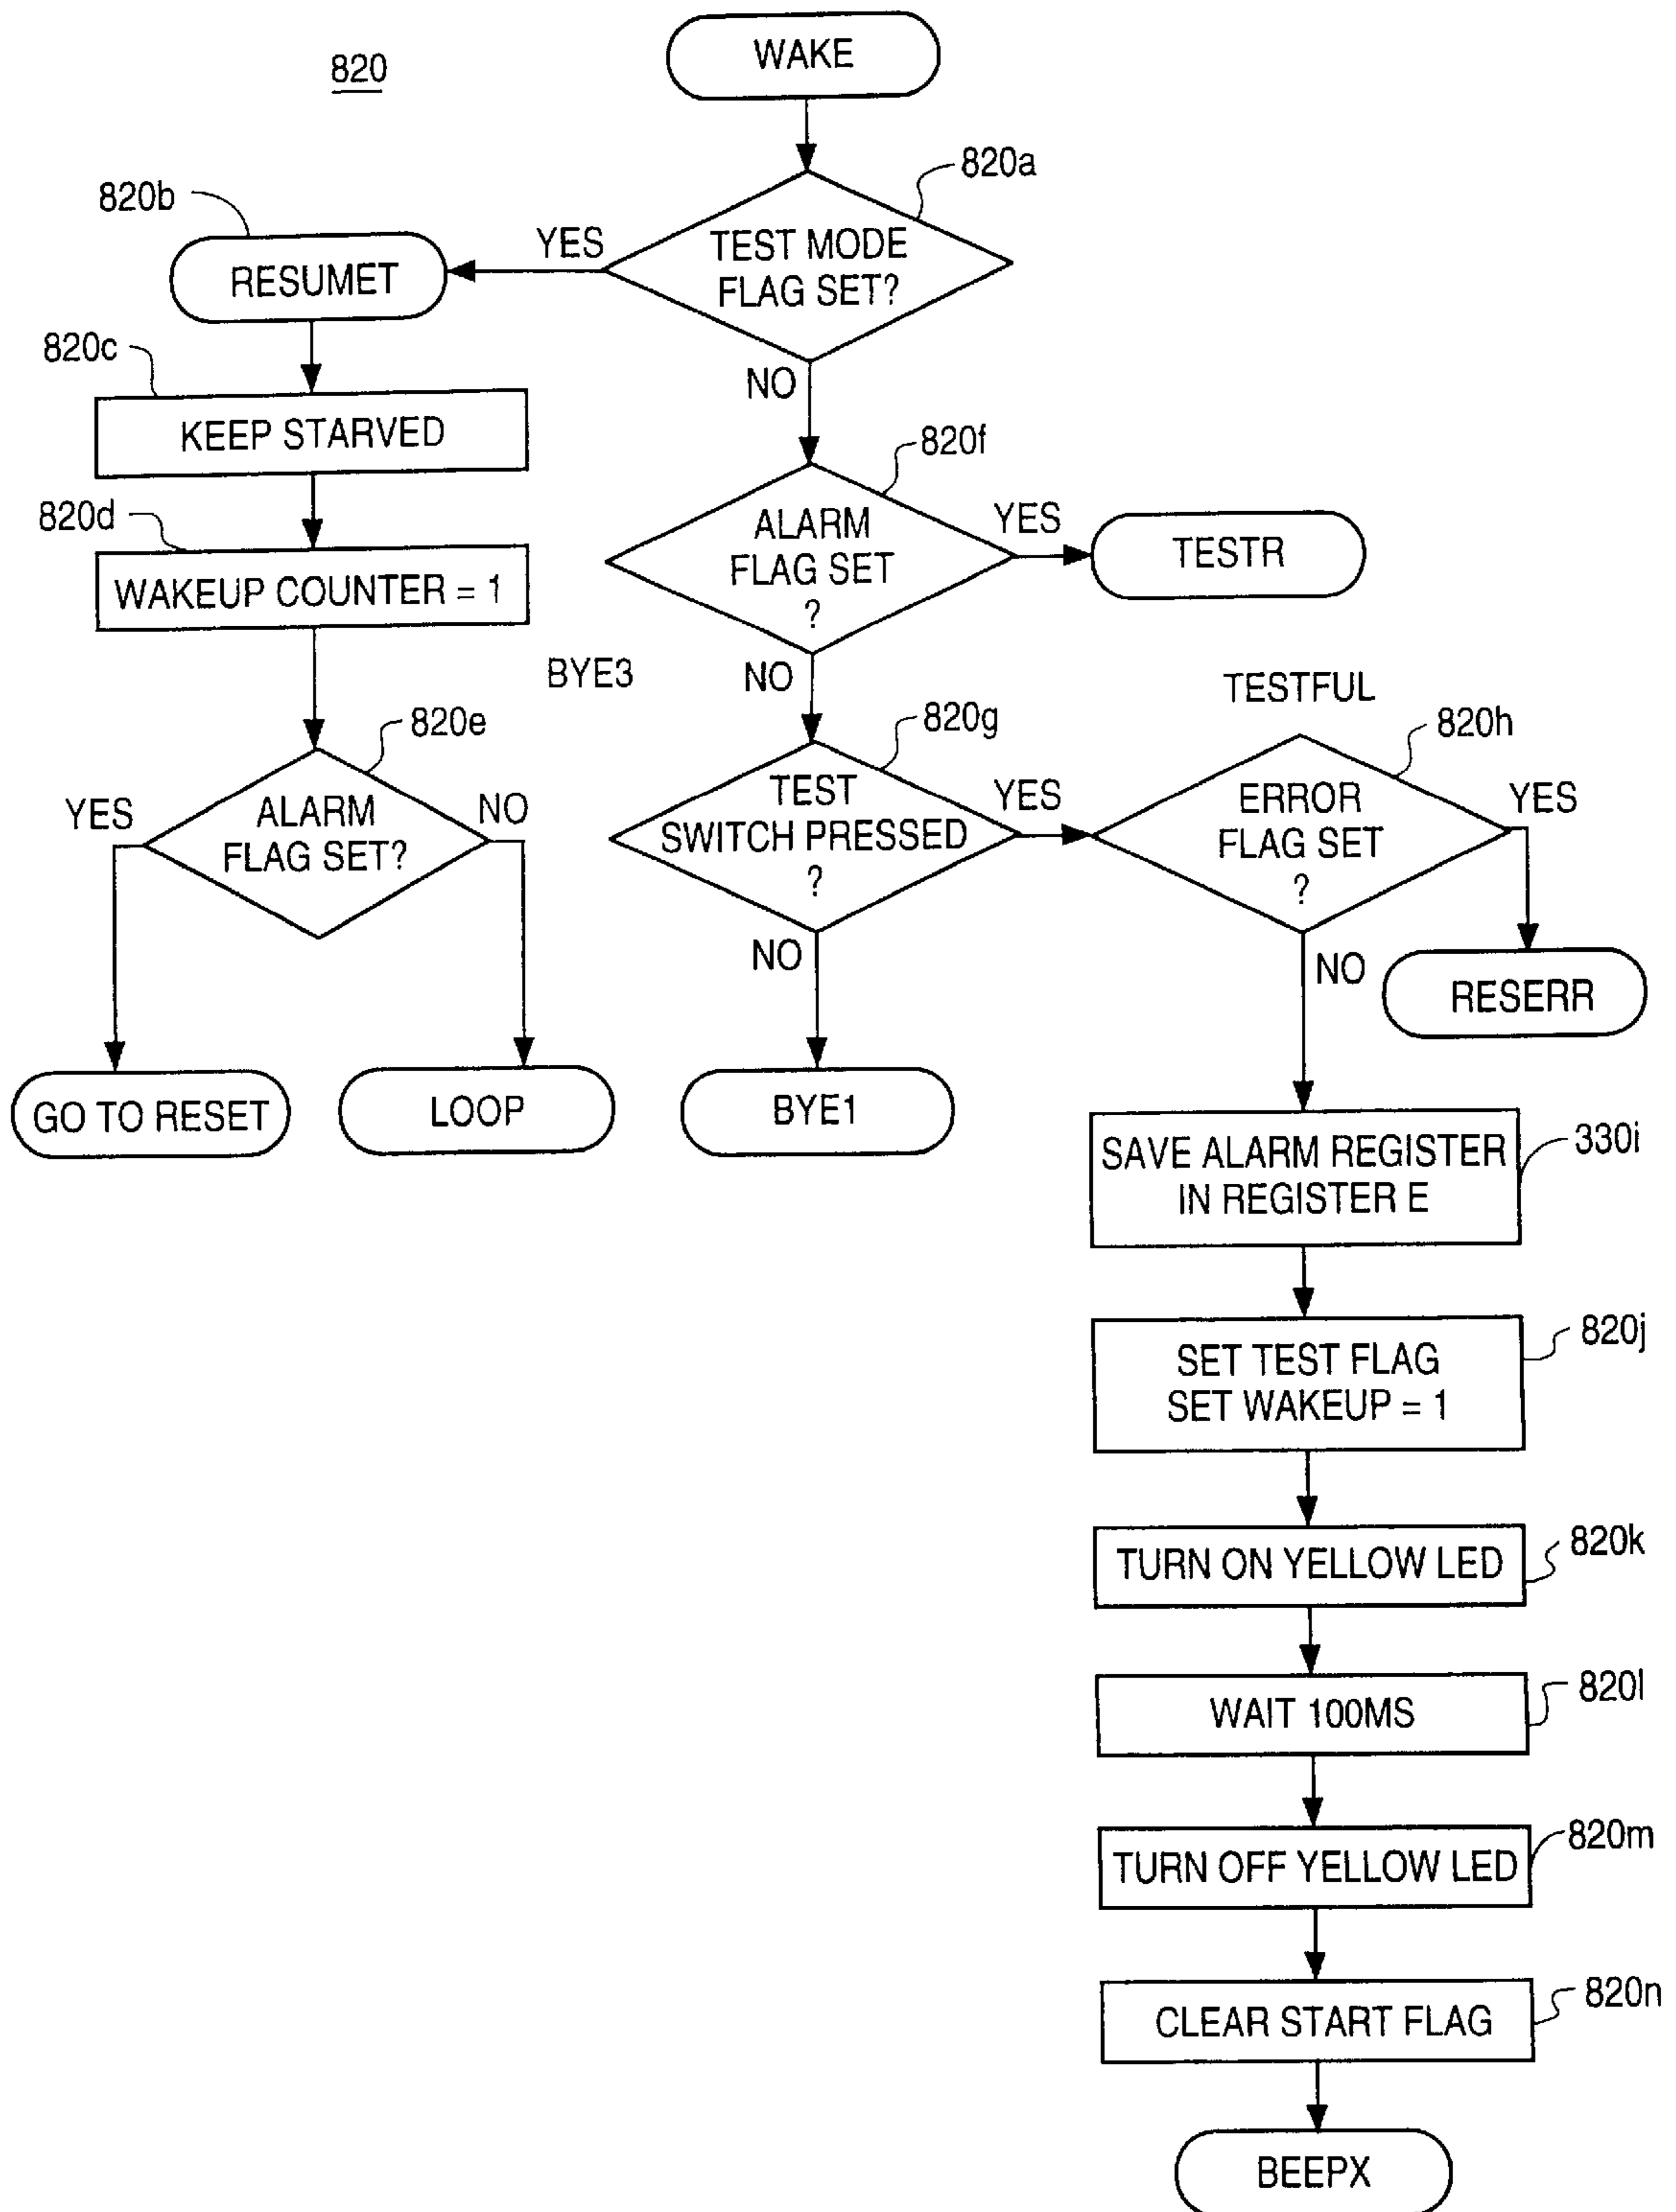 820
WAKE
820a
TEST MODE
FLAG SET?
YES
NO
820b
RESUMET
820c
KEEP STARVED
820d
WAKEUP COUNTER = 1
820e
ALARM
FLAG SET?
YES
NO
GO TO RESET
LOOP
820f
ALARM
FLAG SET
?
YES
TESTR
NO
BYE3
820g
TEST
SWITCH PRESSED
?
YES
NO
BYE1
TESTFUL
820h
ERROR
FLAG SET
?
YES
RESERR
NO
330i
SAVE ALARM REGISTER
IN REGISTER E
820j
SET TEST FLAG
SET WAKEUP = 1
820k
TURN ON YELLOW LED
820l
WAIT 100MS
820m
TURN OFF YELLOW LED
820n
CLEAR START FLAG
BEEPX